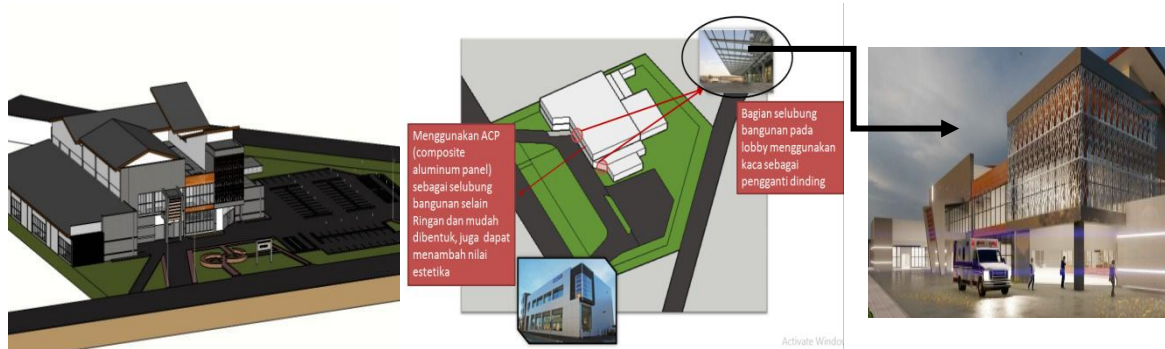 Menggunakan ACP
(composite
aluminum panel)
sebagai selubung
bangunan selain
Ringan dan mudah
dibentuk, juga dapat
menambah nilai
estetika
Bagian selubung
bangunan pada
lobby menggunakan
kaca sebagai
pengganti dinding
Activate Window